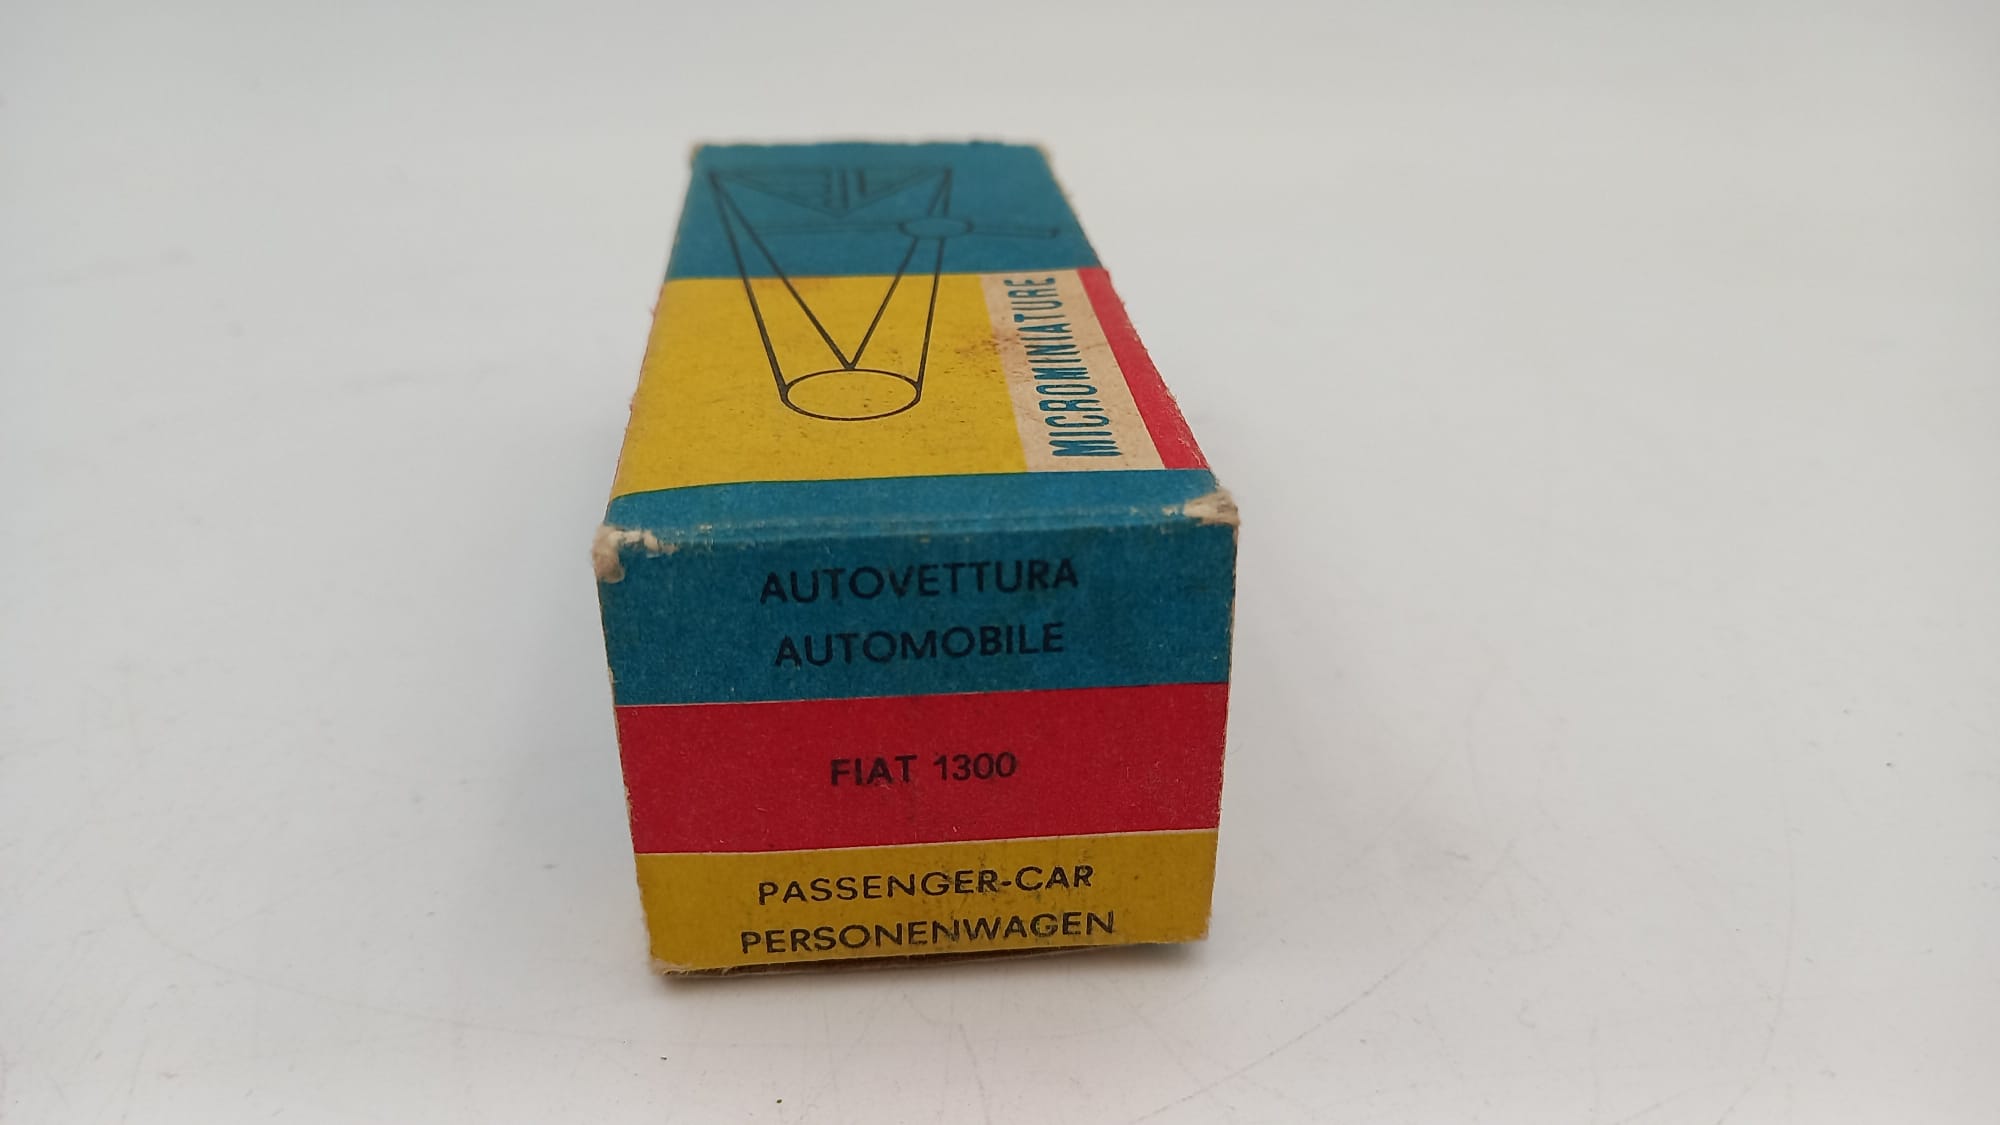 MICROMINIATURE
AUTOVETTURA
AUTOMOBILE
FIAT 1300
PASSENGER-CAR
PERSONENWAGEN